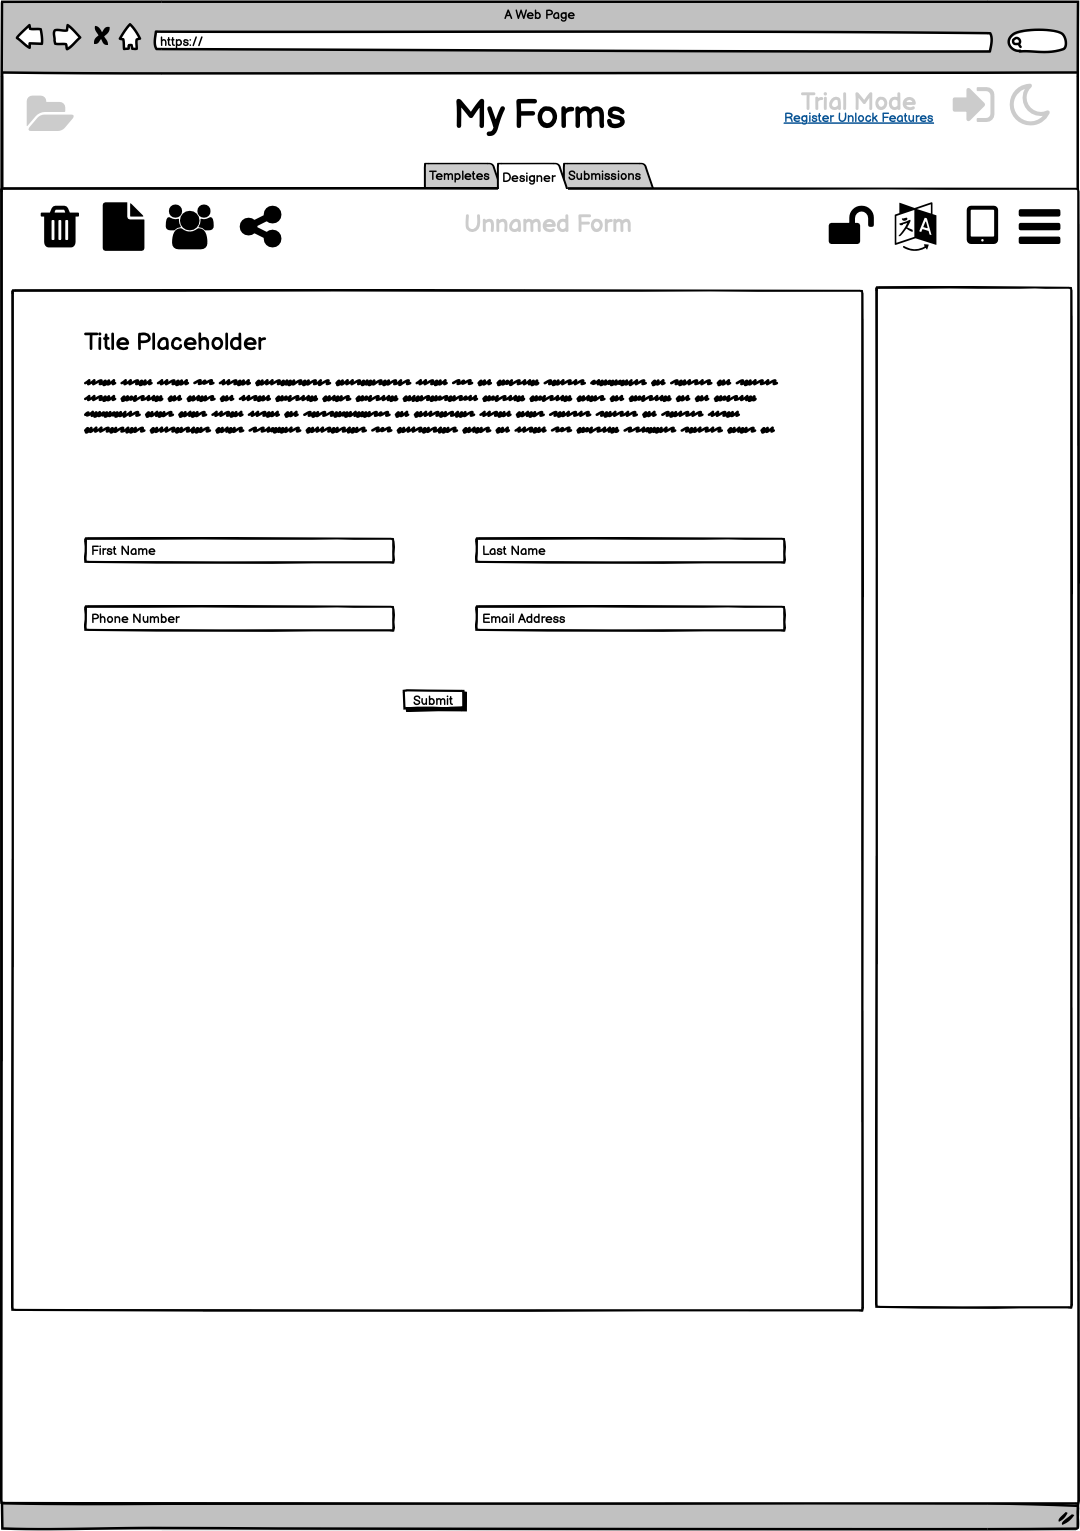 A Web Page
https://
My Forms
Trial Mode
Register Unlock Features
Templetes
Designer
Submissions
Unnamed Form
文
A
Title Placeholder
First Name
Last Name
Phone Number
Email Address
Submit